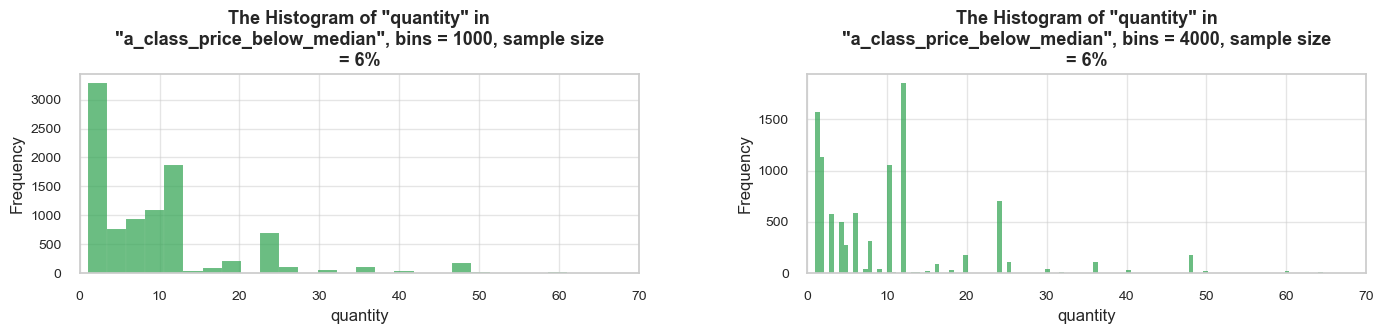 The Histogram of "quantity" in
"a_class_price_below_median", bins = 1000, sample size
= 6%
3000
2500
2000
1500
1000
500
0
Frequency
0 10 20 30 40 50 60 70
quantity
The Histogram of "quantity" in
"a_class_price_below_median", bins = 4000, sample size
= 6%
1500
1000
500
0
Frequency
0 10 20 30 40 50 60 70
quantity